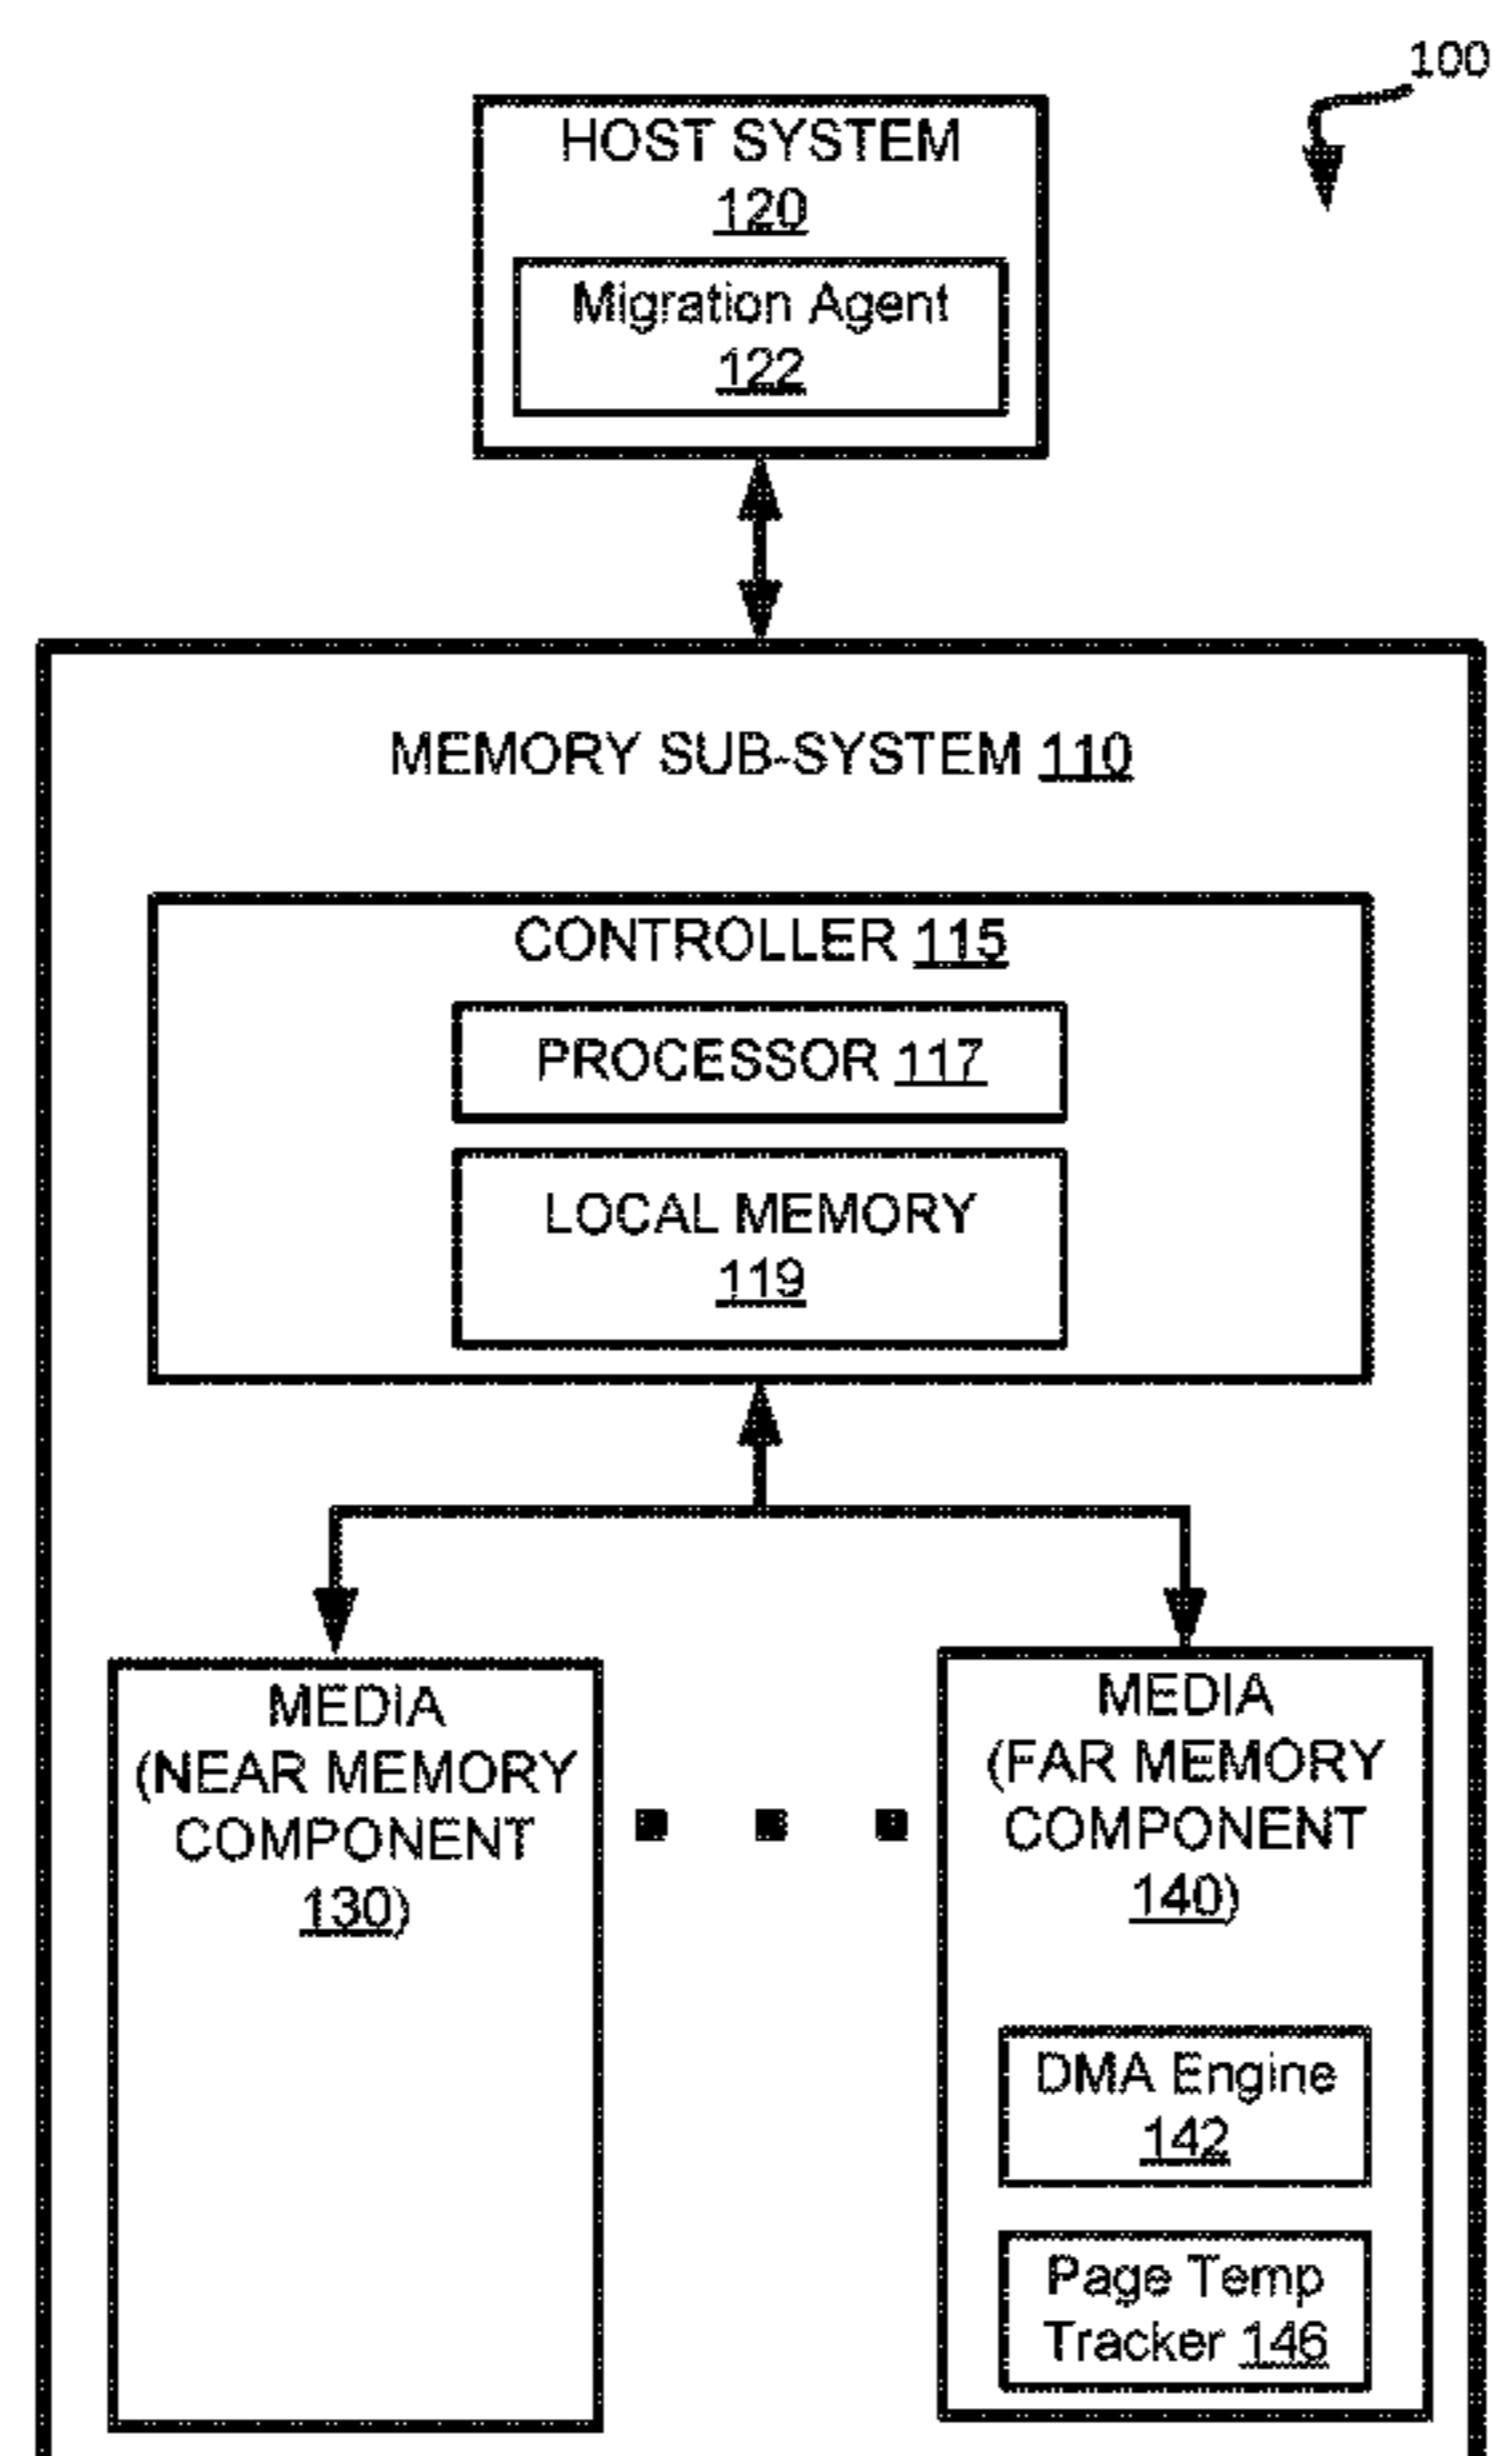 100
HOST SYSTEM
120
Migration Agent
122
MEMORY SUB-SYSTEM 110
CONTROLLER 115
PROCESSOR 117
LOCAL MEMORY
119
MEDIA
(NEAR MEMORY
COMPONENT
130)
MEDIA
(FAR MEMORY
COMPONENT
140)
DMA Engine
142
Page Temp
Tracker 146